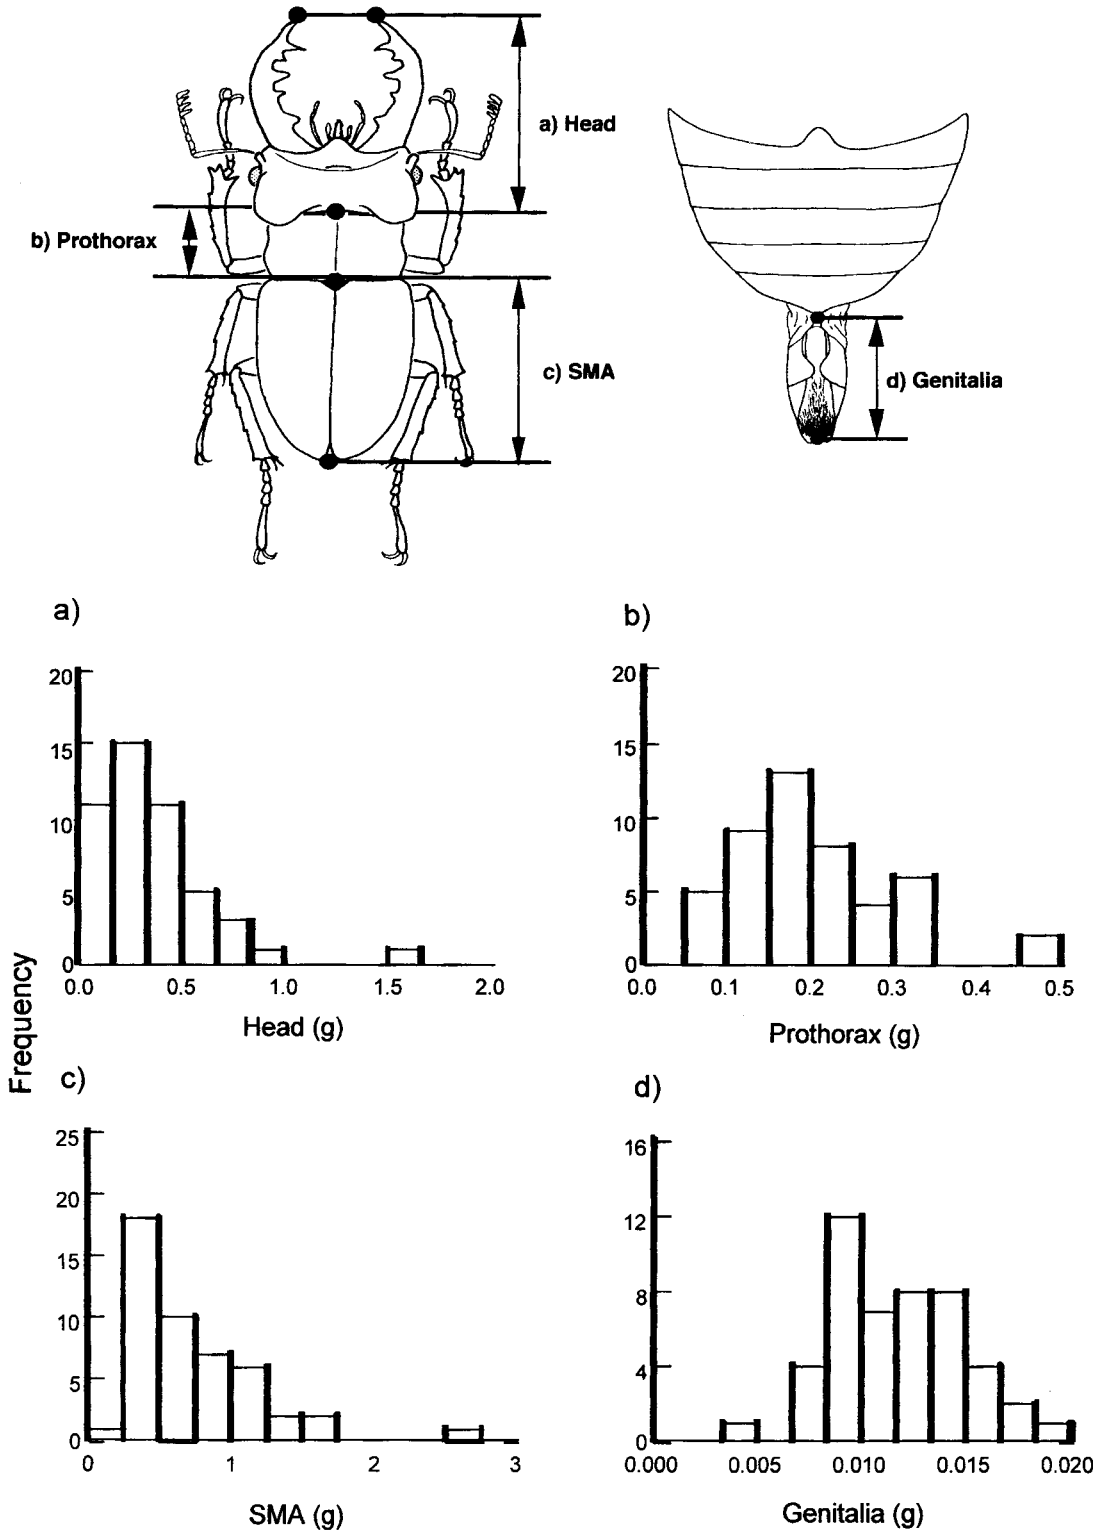 a) Head
b) Prothorax
c) SMA
d) Genitalia
Frequency
a)
20
15
10
5
0
0.0 0.5 1.0 1.5 2.0
Head (g)
b)
20
15
10
5
0
0.0 0.1 0.2 0.3 0.4 0.5
Prothorax (g)
c)
25
20
15
10
5
0
0 1 2 3
SMA (g)
d)
16
12
8
4
0
0.000 0.005 0.010 0.015 0.020
Genitalia (g)